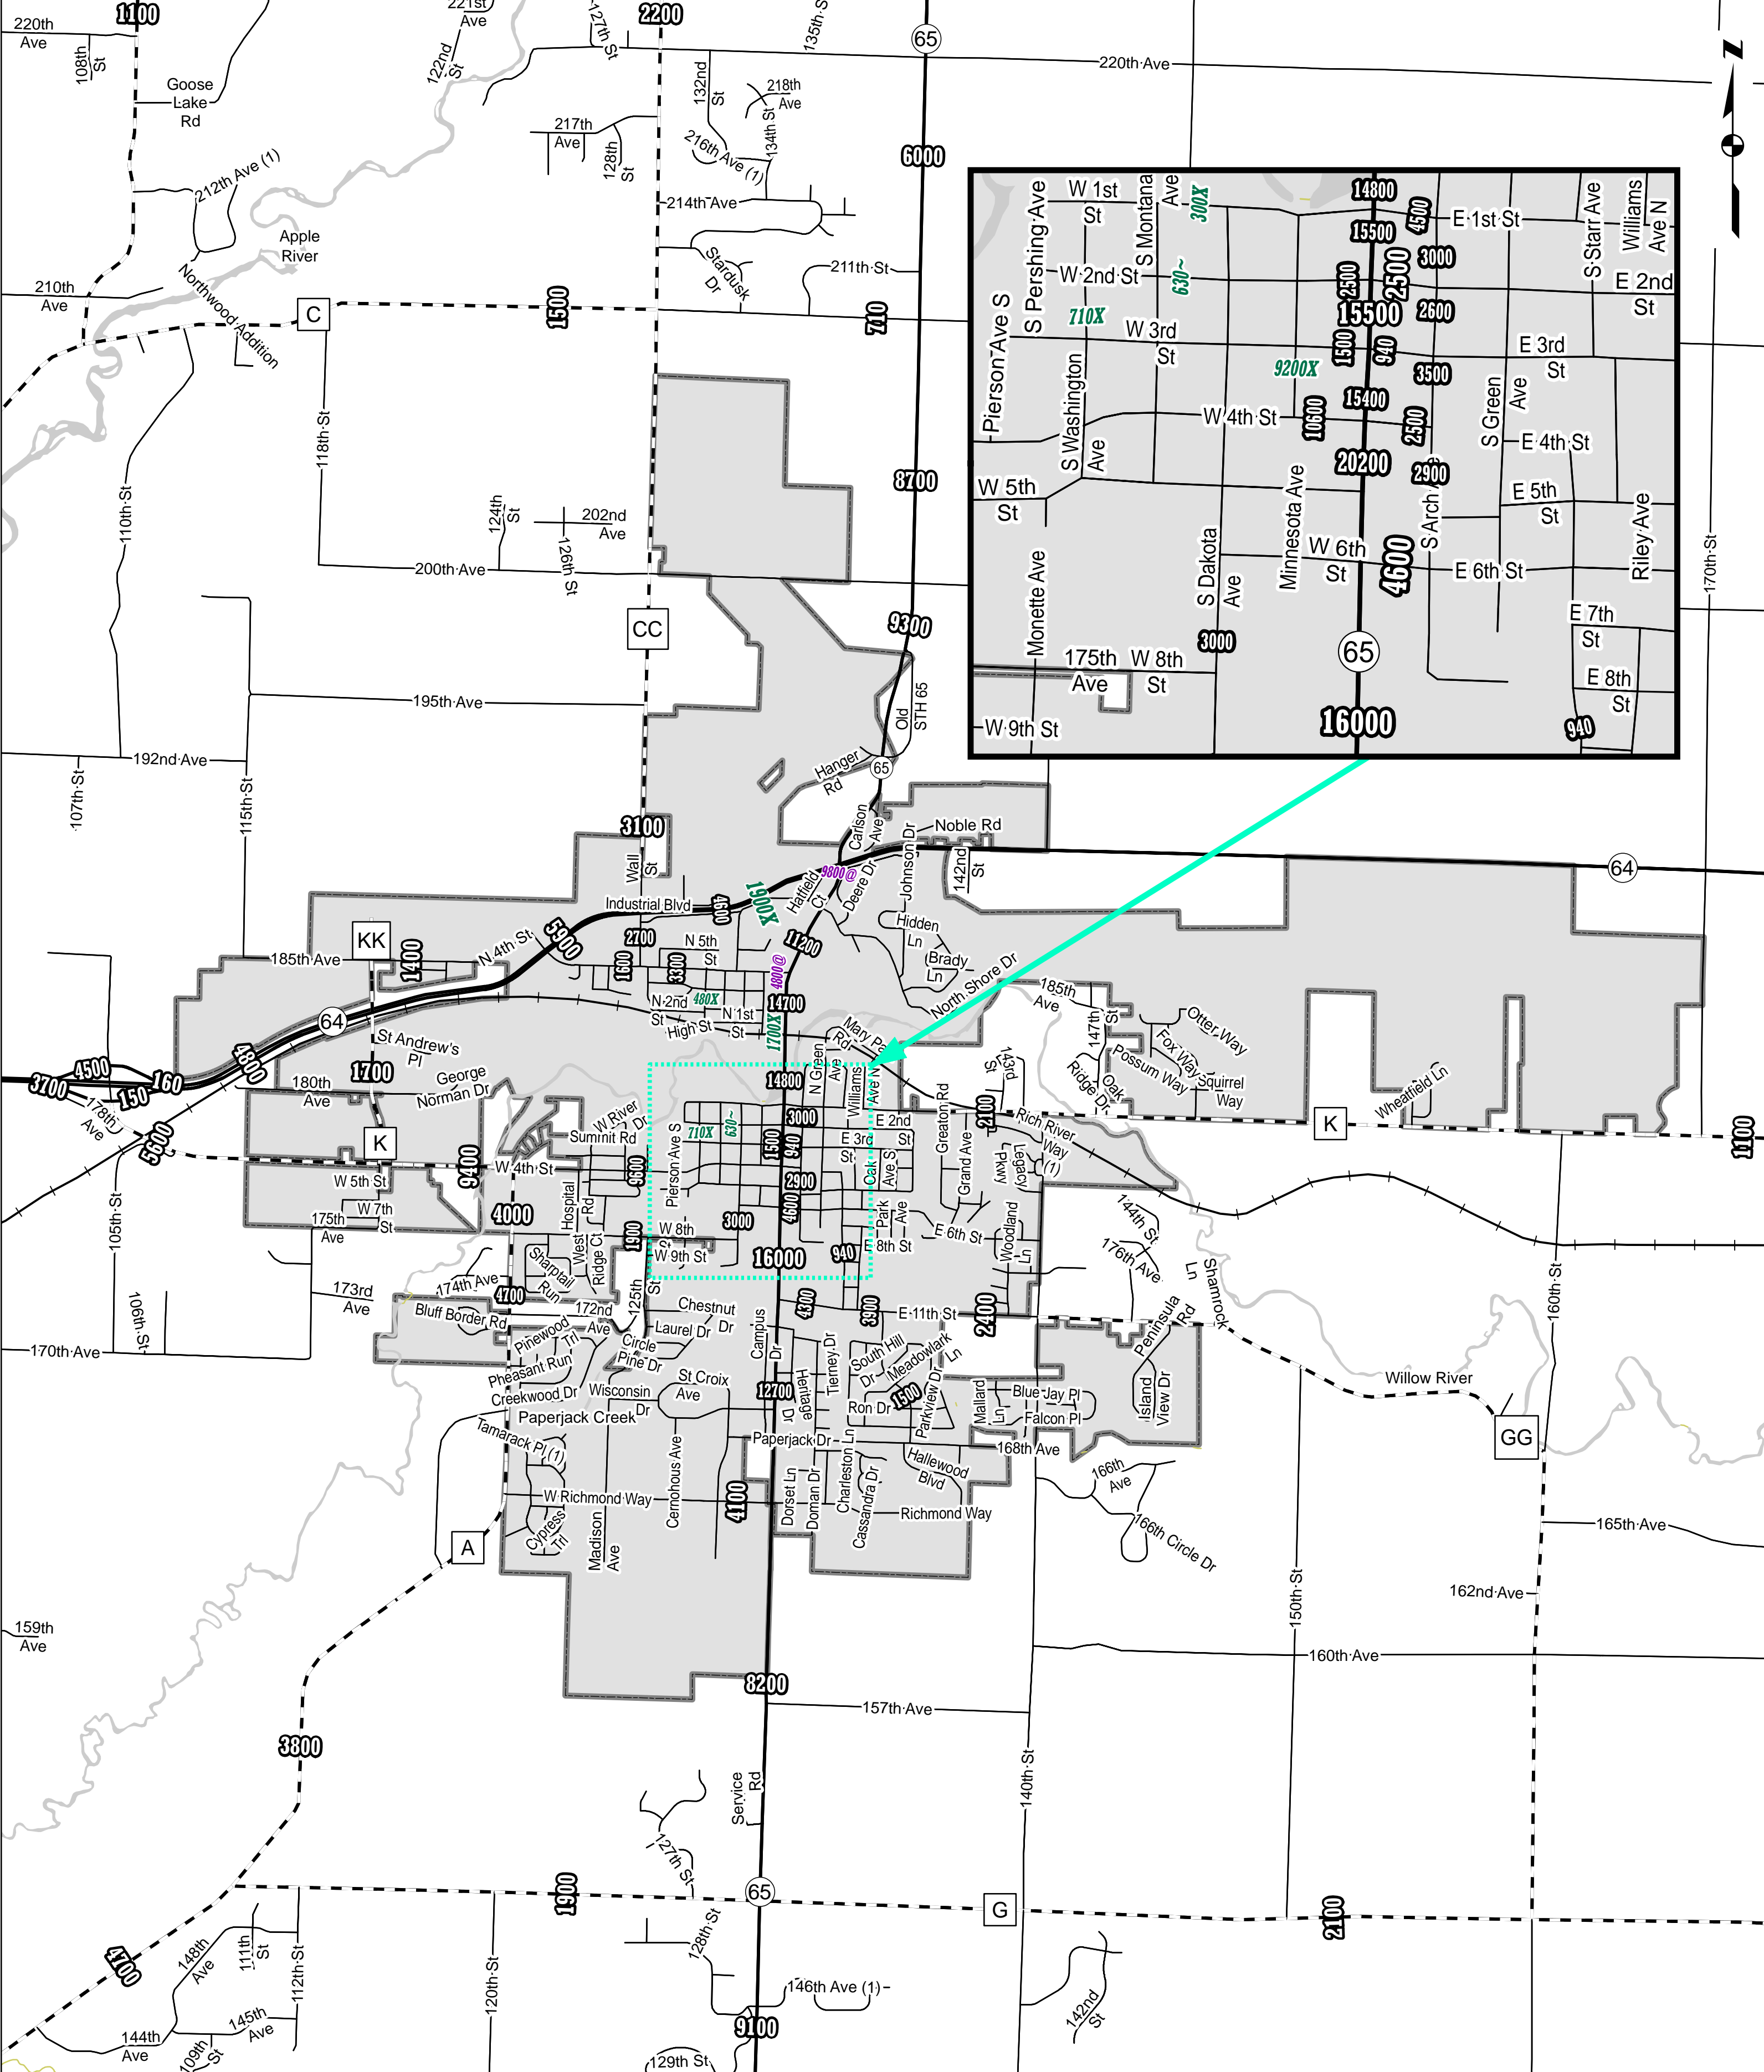 1100
2200
221st
Ave
127th St
135th S
65
220th
Ave
108th
St
122nd
St
220th Ave
Z
Goose
Lake
Rd
132nd
St
218th
Ave
134th St
217th
Ave
128th
St
216th Ave (1)
6000
212th Ave (1)
214th Ave
Apple
River
Stardusk
Dr
211th St
210th
Ave
Northwood Addition
C
1500
710
118th St
110th St
8700
124th
St
202nd
Ave
126th St
200th Ave
CC
9300
195th Ave
Old
STH 65
192nd Ave
107th St
115th St
Hanger
Rd
65
170th St
W 1st
St
S Pershing Ave
S Montana
Ave
300X
14800
4500
E 1st St
S Starr Ave
Williams
Ave N
15500
3000
W 2nd St
630~
2500
2500
E 2nd
St
Pierson Ave S
710X
W 3rd
St
15500
2600
1500
940
E 3rd
St
9200X
3500
S Washington
Ave
15400
S Green
Ave
W 4th St
10600
2500
E 4th St
20200
2900
W 5th
St
Minnesota Ave
S Arch A
E 5th
St
Riley Ave
S Dakota
Ave
W 6th
St
4600
E 6th St
Monette Ave
E 7th
St
3000
65
175th
Ave
W 8th
St
E 8th
St
W 9th St
16000
940
3100
Wall
St
Carlson
Ave
Noble Rd
Johnson Dr
142nd
St
64
9800@
1900X
Hatfield
Ct
Deere Dr
Industrial Blvd
4600
5900
2700
11200
Hidden
Ln
KK
1400
N 4th St
N 5th
St
185th Ave
1600
3300
4800@
Brady
Ln
North Shore Dr
N 2nd
St
480X
N 1st
St
14700
1700X
High St
185th
Ave
147th
St
Otter Way
Fox Way
Possum Way
Squirrel
Way
64
St Andrew's
Pl
4800
4500
3700
150
160
1700
180th
Ave
George
Norman Dr
178th
Ave
5600
K
Mary Pa
Rd
N Green
Ave
14800
Williams
Ave N
143rd
St
Oak
Ridge Dr
Wheatfield Ln
K
1100
W River
Dr
Summit Rd
710X
630~
3000
E 2nd
St
Greaton Rd
2100
Rich River
Way
(1)
9400
W 4th St
9600
Pierson Ave S
1500
940
E 3rd
St
Oak
Ave S
Grand Ave
Legacy
Pkwy
W 5th St
2900
W 7th
St
4000
Hospital
Rd
4600
Park
Ave
175th
Ave
105th St
1900
W 8th
St
3000
E 6th St
Woodland
Ln
144th St
176th Ave
W 9th St
16000
940
E 8th St
West
Ridge Ct
Sharptail
Run
174th Ave
4700
173rd
Ave
106th St
125th
St
Shamrock
Ln
160th St
Bluff Border Rd
172nd
Ave
Chestnut
Dr
4300
3900
E 11th St
2400
Laurel Dr
Campus
Dr
Peninsula
Rd
170th Ave
Pinewood
Trl
Circle
Pine Dr
Tierney Dr
South Hill
Dr
Meadowlark
Ln
Pheasant Run
Willow River
Creekwood Dr
Wisconsin
Dr
St Croix
Ave
12700
Heritage
Dr
1500
Parkview Dr
Mallard
Ln
Blue Jay Pl
Falcon Pl
Island
View Dr
Paperjack Creek
Ron Dr
Tamarack Pl (1)
Paperjack Dr
168th Ave
GG
Cernohous Ave
Charleston Ln
Hallewood
Blvd
166th
Ave
W Richmond Way
4100
Dorset Ln
Dorman Dr
Cassandra Dr
Richmond Way
166th Circle Dr
165th Ave
A
Cypress
Trl
Madison
Ave
162nd Ave
150th St
159th
Ave
160th Ave
8200
157th Ave
3800
140th St
Service
Rd
127th St
1900
65
G
2100
4700
148th
Ave
111th
St
112th St
120th St
128th St
146th Ave (1)
142nd
St
145th
Ave
144th
Ave
109th
St
9100
129th St